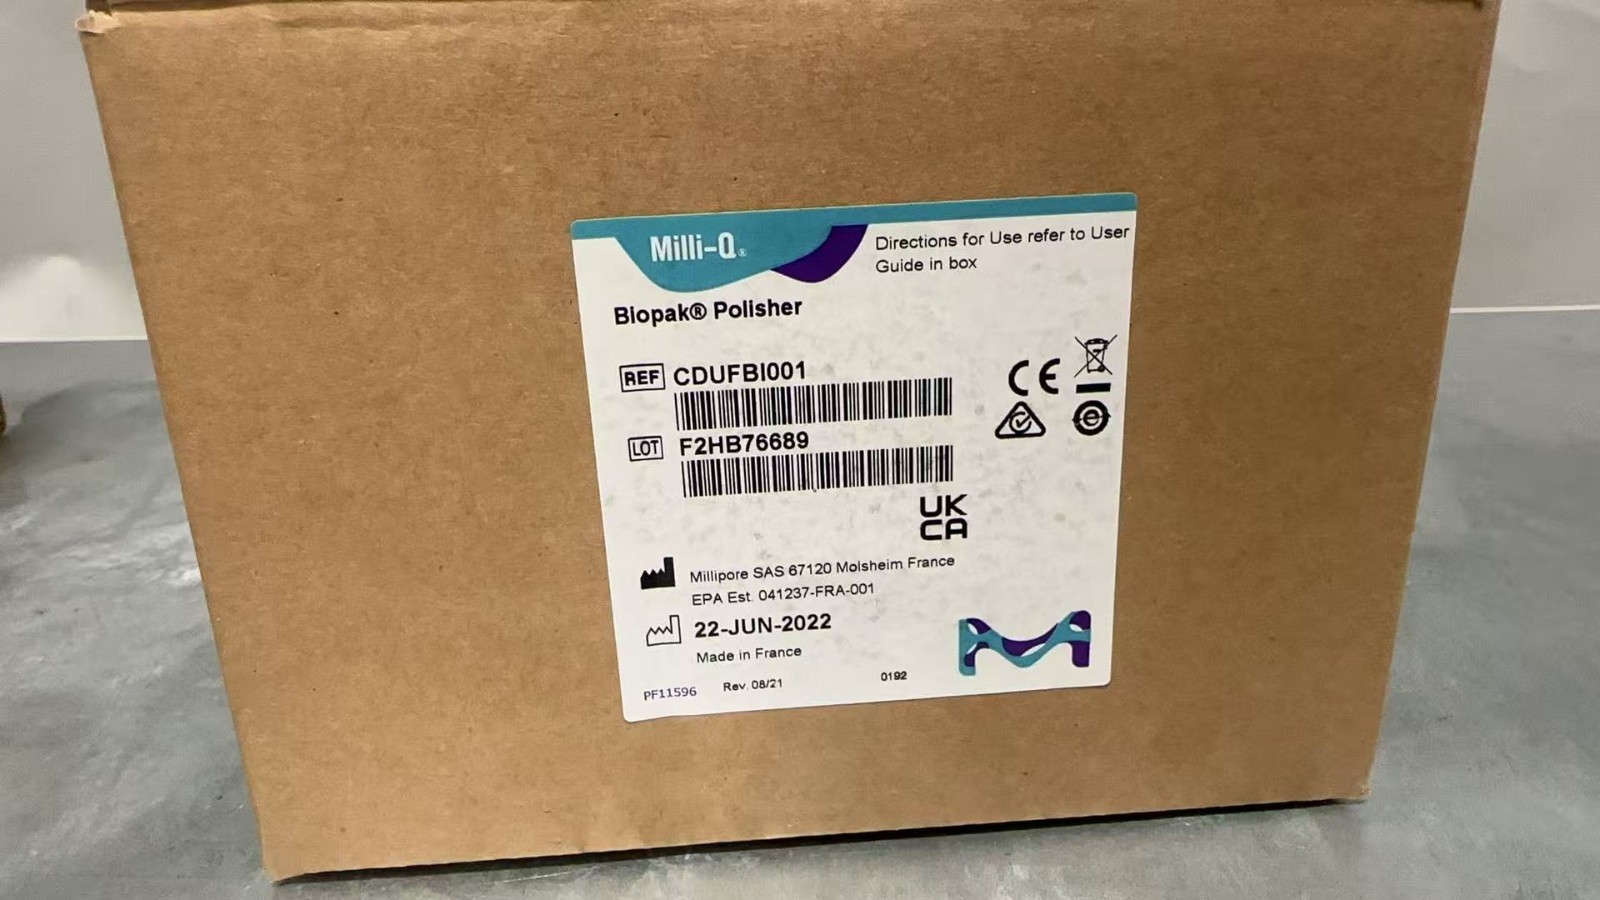 Milli-Q®
Directions for Use refer to User
Guide in box
Biopak® Polisher
REF CDUFBI001
LOT F2HB76689
CE
UK
CA
Millipore SAS 67120 Molsheim France
EPA Est. 041237-FRA-001
22-JUN-2022
Made in France
PF11596 Rev. 08/21 0192